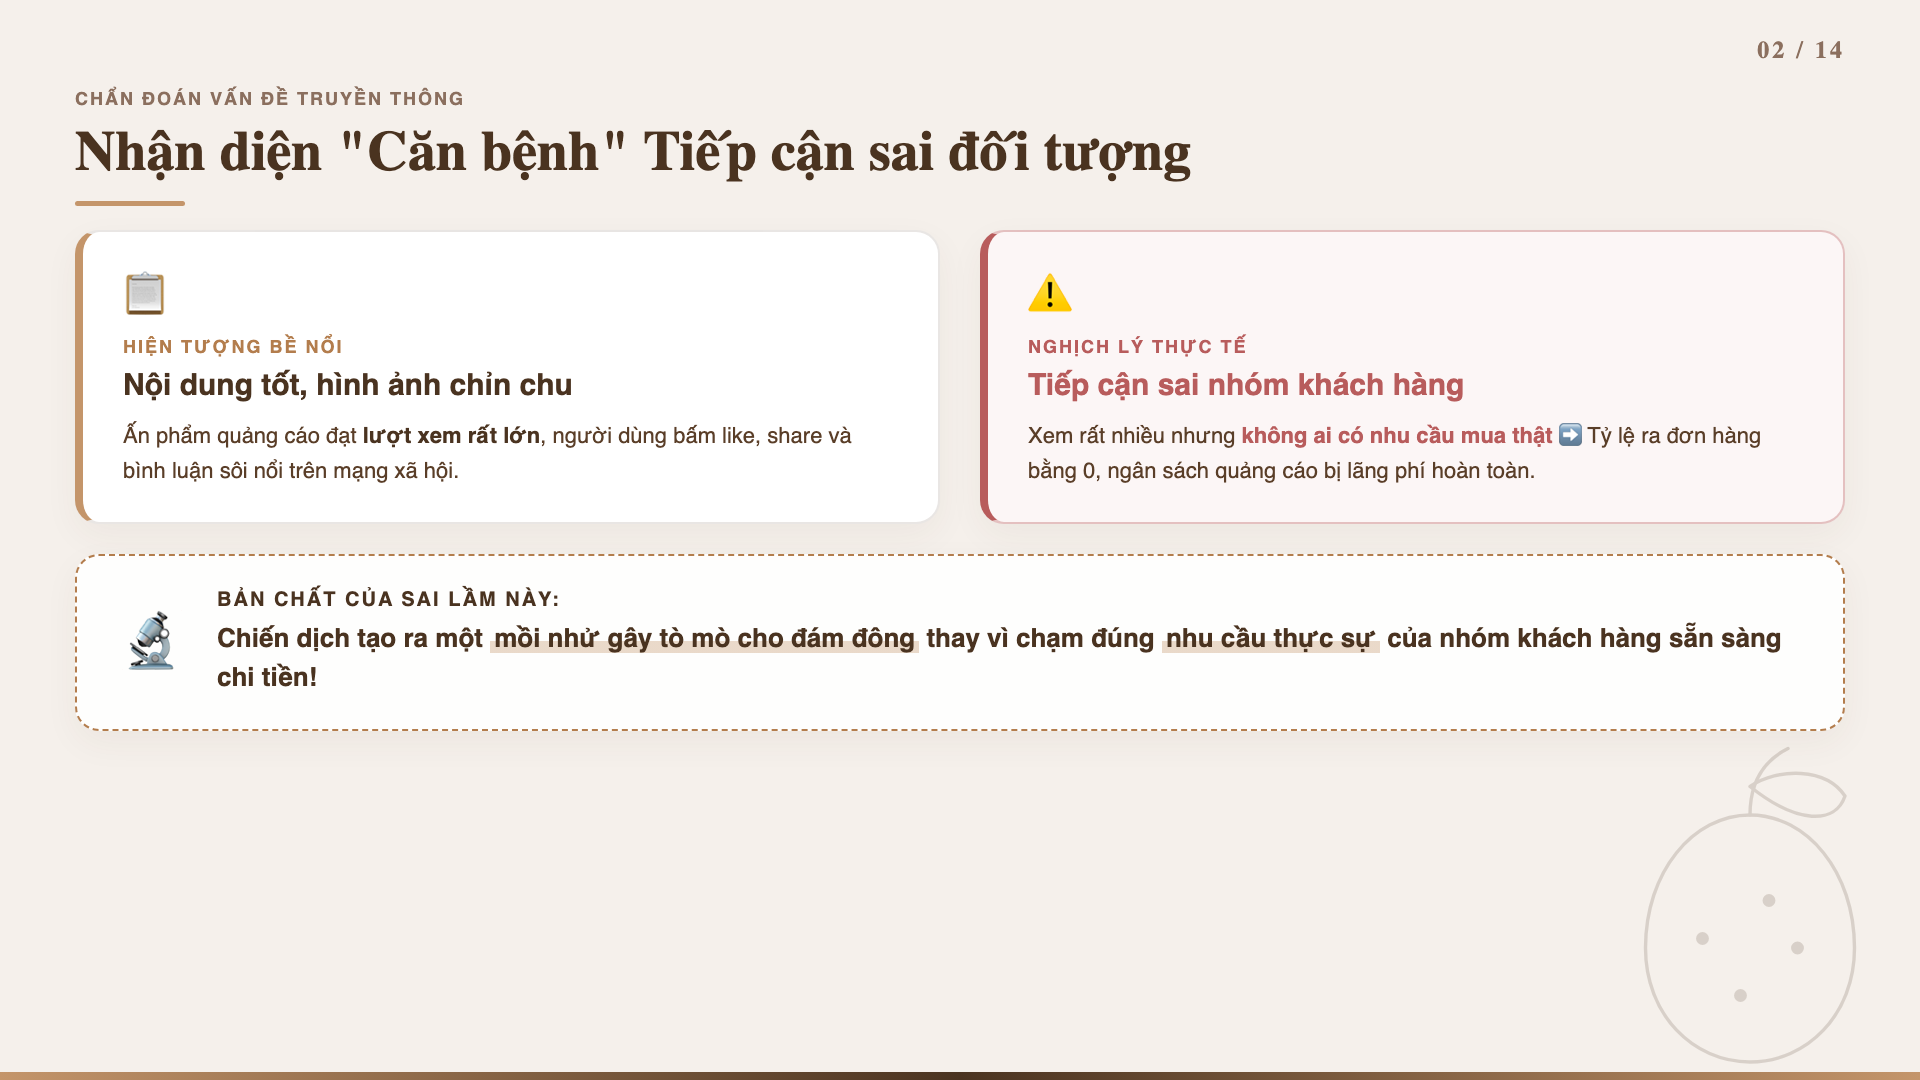 02 / 14
CHẨN ĐOÁN VẤN ĐỀ TRUYỀN THÔNG
Nhận diện "Căn bệnh" Tiếp cận sai đối tượng
HIỆN TƯỢNG BỀ NỔI
Nội dung tốt, hình ảnh chỉn chu
Ấn phẩm quảng cáo đạt lượt xem rất lớn, người dùng bấm like, share và
bình luận sôi nổi trên mạng xã hội.
NGHỊCH LÝ THỰC TẾ
Tiếp cận sai nhóm khách hàng
Xem rất nhiều nhưng không ai có nhu cầu mua thật ➡️ Tỷ lệ ra đơn hàng
bằng 0, ngân sách quảng cáo bị lãng phí hoàn toàn.
BẢN CHẤT CỦA SAI LẦM NÀY:
Chiến dịch tạo ra một mồi nhử gây tò mò cho đám đông thay vì chạm đúng nhu cầu thực sự của nhóm khách hàng sẵn sàng
chi tiền!